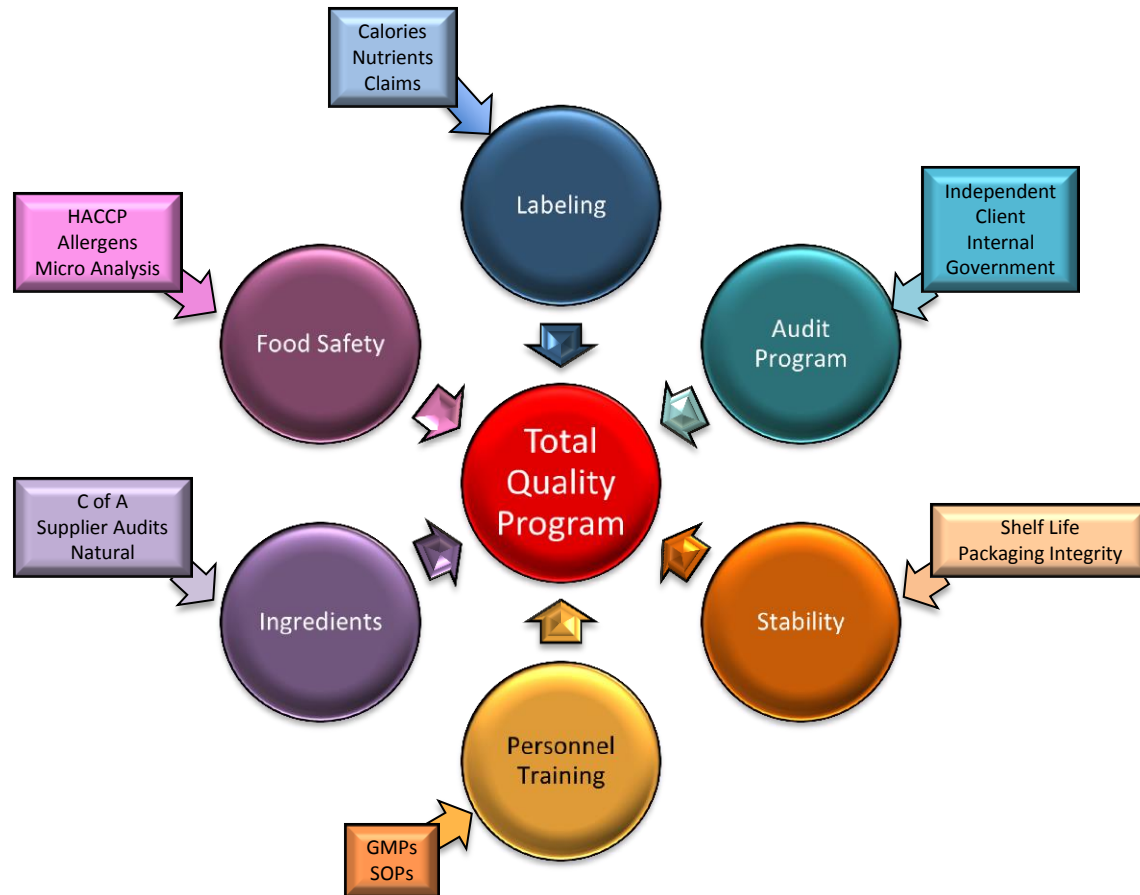 Calories
Nutrients
Claims
Labeling
Independent
Client
Internal
Government
Audit
Program
HACCP
Allergens
Micro Analysis
Food Safety
Total
Quality
Program
C of A
Supplier Audits
Natural
Ingredients
Shelf Life
Packaging Integrity
Stability
Personnel
Training
GMPs
SOPs